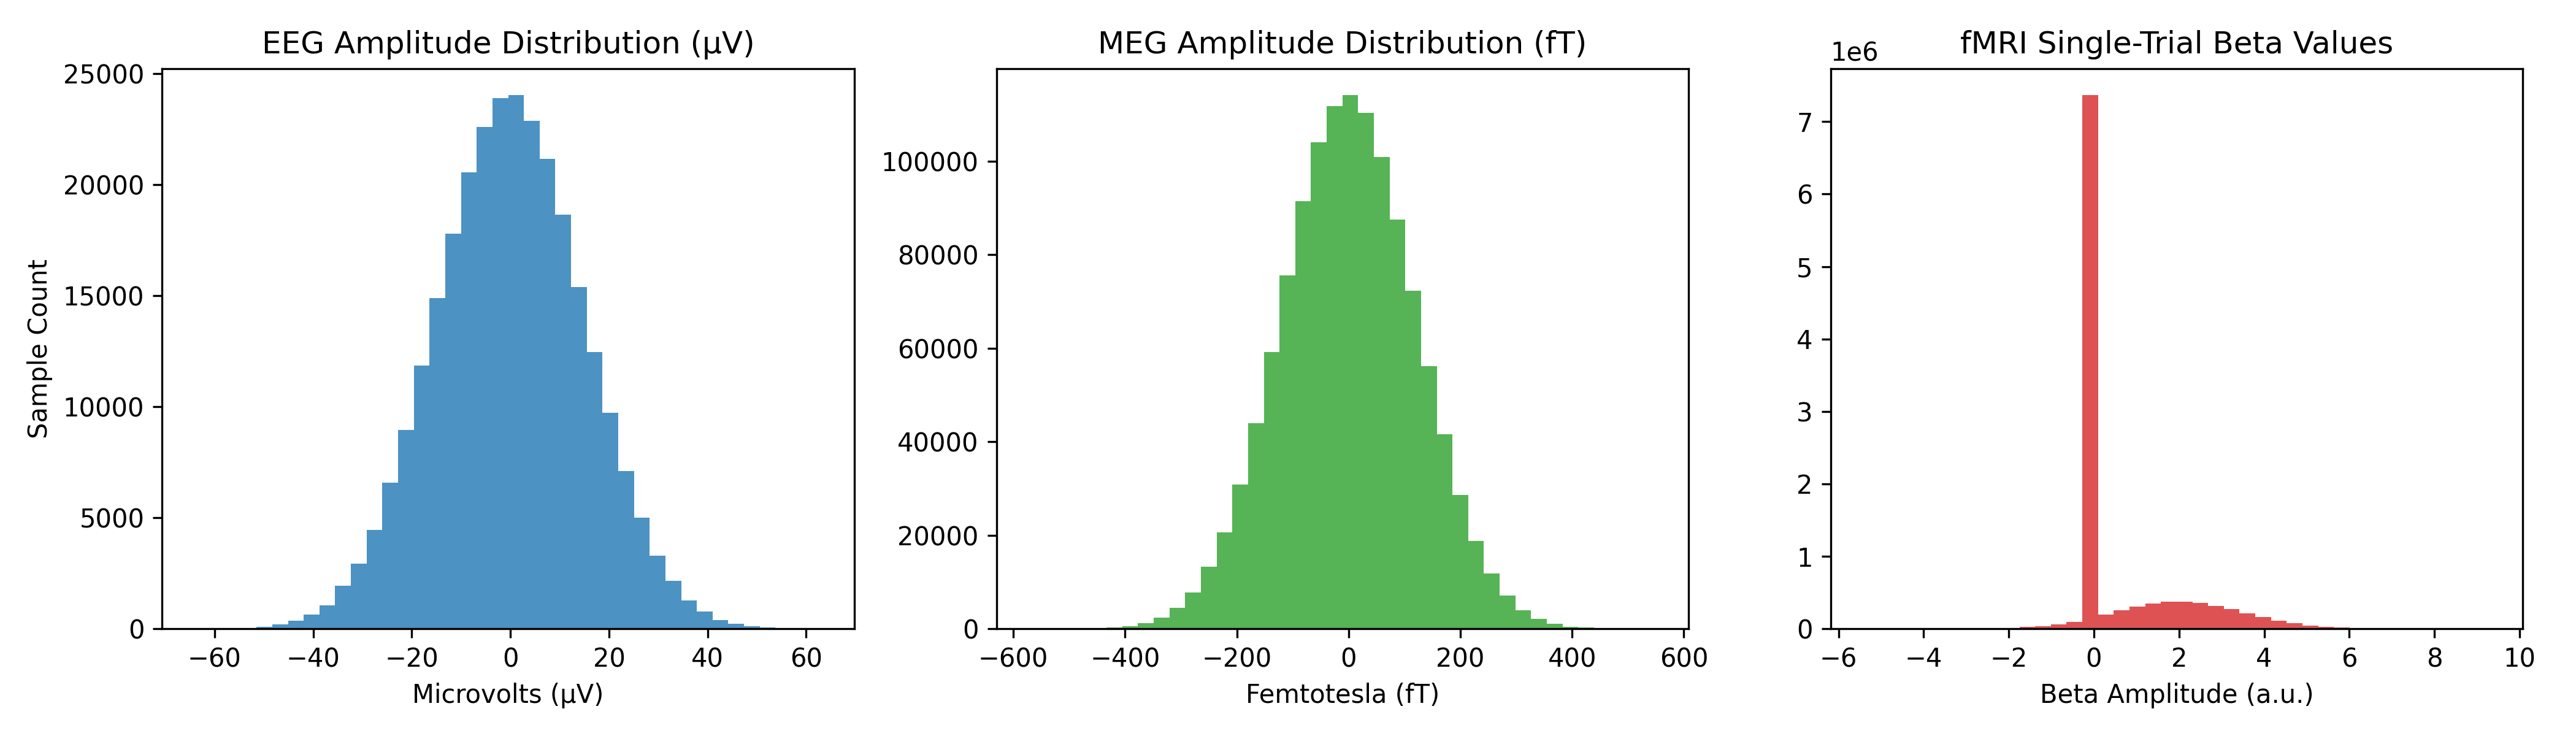 EEG Amplitude Distribution (µV)
25000
20000
15000
10000
5000
0
Sample Count
−60 −40 −20 0 20 40 60
Microvolts (µV)
MEG Amplitude Distribution (fT)
100000
80000
60000
40000
20000
0
−600 −400 −200 0 200 400 600
Femtotesla (fT)
fMRI Single-Trial Beta Values
1e6
7
6
5
4
3
2
1
0
−6 −4 −2 0 2 4 6 8 10
Beta Amplitude (a.u.)